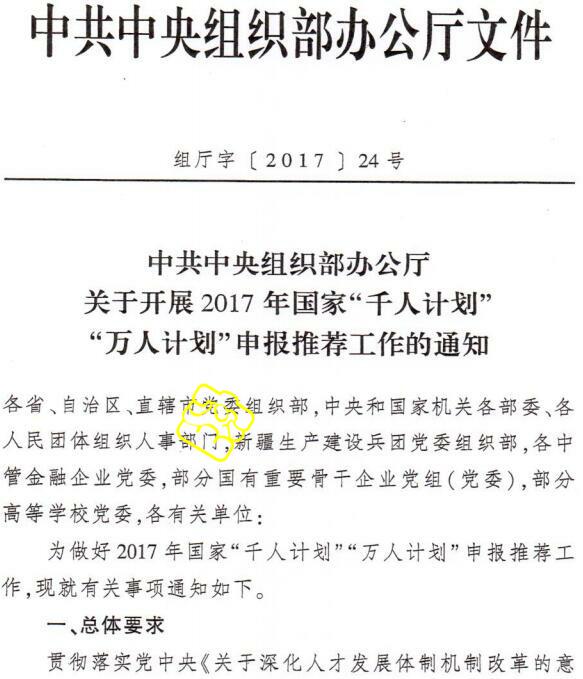 中共中央组织部办公厅文件
组厅字〔2017〕24号
中共中央组织部办公厅
关于开展2017年国家“千人计划”
“万人计划”申报推荐工作的通知
各省、自治区、直辖市党委组织部,中央和国家机关各部委、各
人民团体组织人事部门,新疆生产建设兵团党委组织部,各中
管金融企业党委,部分国有重要骨干企业党组(党委),部分
高等学校党委,各有关单位:
为做好2017年国家“千人计划”“万人计划”申报推荐工
作,现就有关事项通知如下。
一、总体要求
贯彻落实党中央《关于深化人才发展体制机制改革的意